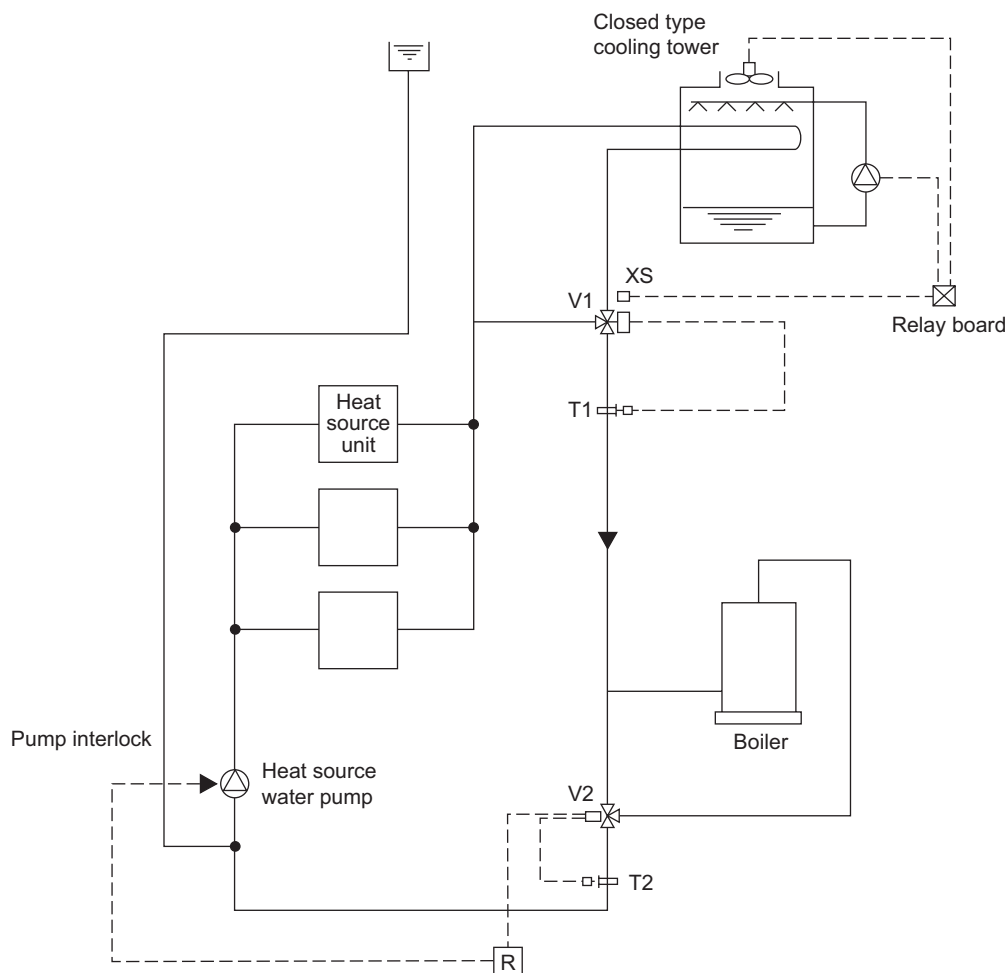 Closed type
cooling tower
XS
V1
Relay board
T1
Heat
source
unit
Boiler
Pump interlock
Heat source
water pump
V2
T2
R